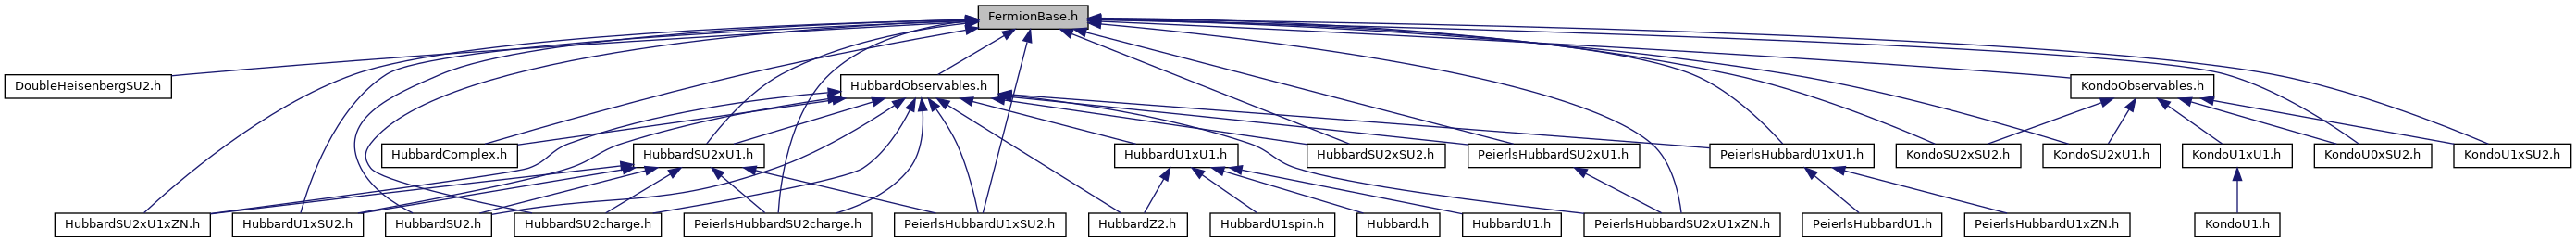 FermionBase.h
DoubleHeisenbergSU2.h
HubbardObservables.h
KondoObservables.h
HubbardComplex.h
HubbardSU2xU1.h
HubbardU1xU1.h
HubbardSU2xSU2.h
PeierlsHubbardSU2xU1.h
PeierlsHubbardU1xU1.h
KondoSU2xSU2.h
KondoSU2xU1.h
KondoU1xU1.h
KondoU0xSU2.h
KondoU1xSU2.h
HubbardSU2xU1xZN.h
HubbardU1xSU2.h
HubbardSU2.h
HubbardSU2charge.h
PeierlsHubbardSU2charge.h
PeierlsHubbardU1xSU2.h
HubbardZ2.h
HubbardU1spin.h
Hubbard.h
HubbardU1.h
PeierlsHubbardSU2xU1xZN.h
PeierlsHubbardU1.h
PeierlsHubbardU1xZN.h
KondoU1.h